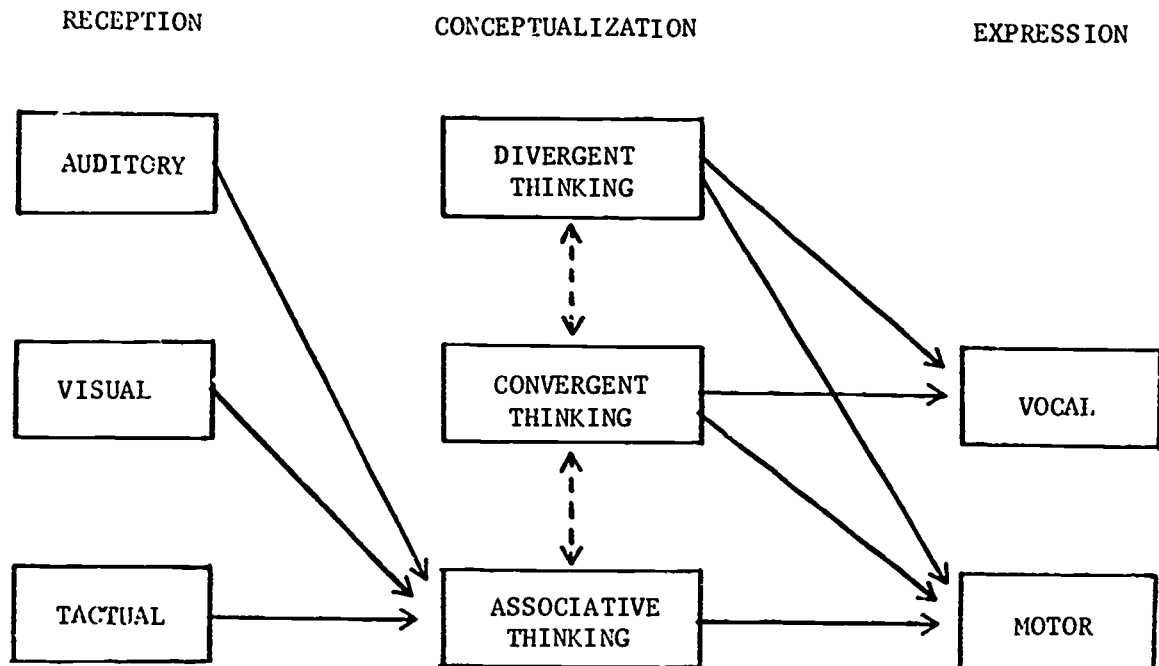 RECEPTION
CONCEPTUALIZATION
EXPRESSION
AUDITORY
DIVERGENT
THINKING
VISUAL
CONVERGENT
THINKING
VOCAL
TACTUAL
ASSOCIATIVE
THINKING
MOTOR